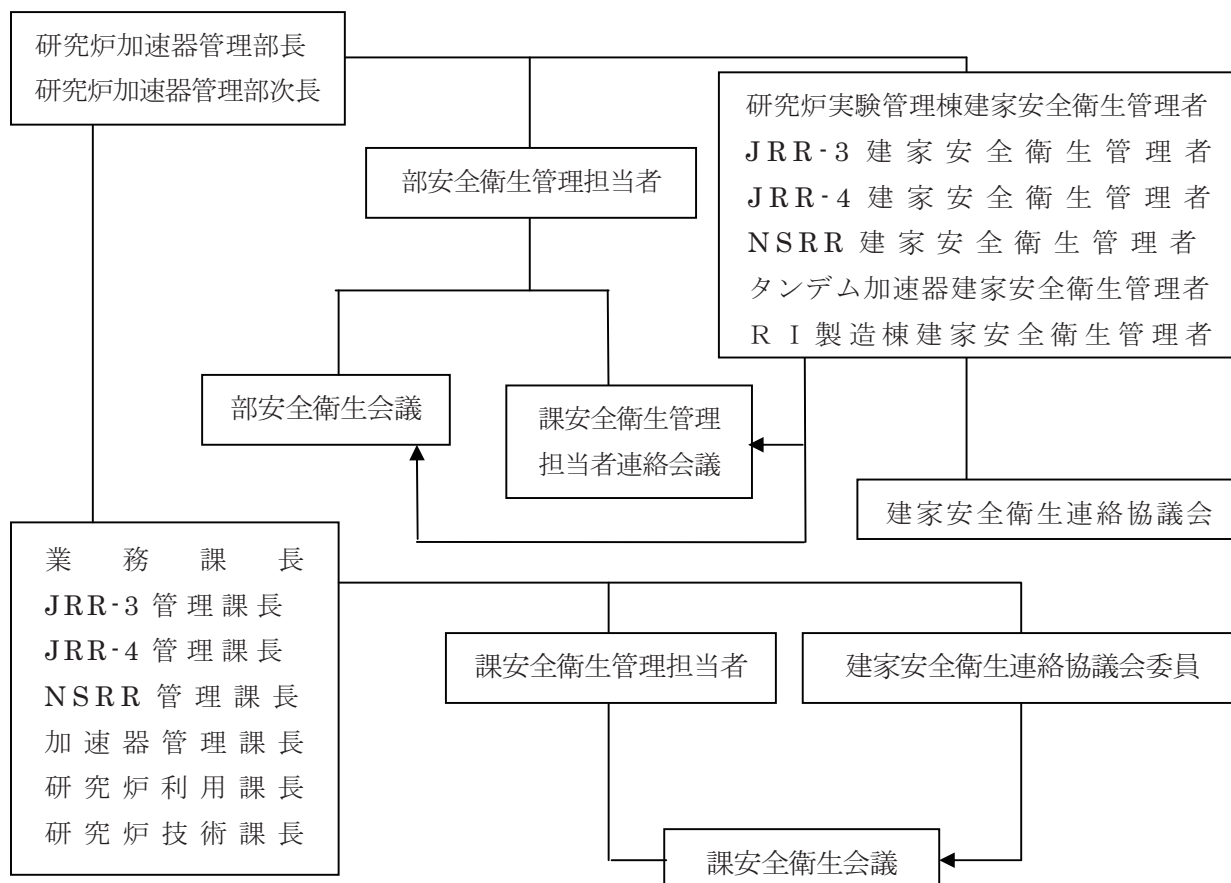 研究炉加速器管理部長
研究炉加速器管理部次長
研究炉実験管理棟建家安全衛生管理者
JRR-3 建家安全衛生管理者
JRR-4 建家安全衛生管理者
NSRR 建家安全衛生管理者
タンデム加速器建家安全衛生管理者
RI製造棟建家安全衛生管理者
部安全衛生管理担当者
部安全衛生会議
課安全衛生管理
担当者連絡会議
建家安全衛生連絡協議会
業務課長
JRR-3 管理課長
JRR-4 管理課長
NSRR 管理課長
加速器管理課長
研究炉利用課長
研究炉技術課長
課安全衛生管理担当者
建家安全衛生連絡協議会委員
課安全衛生会議